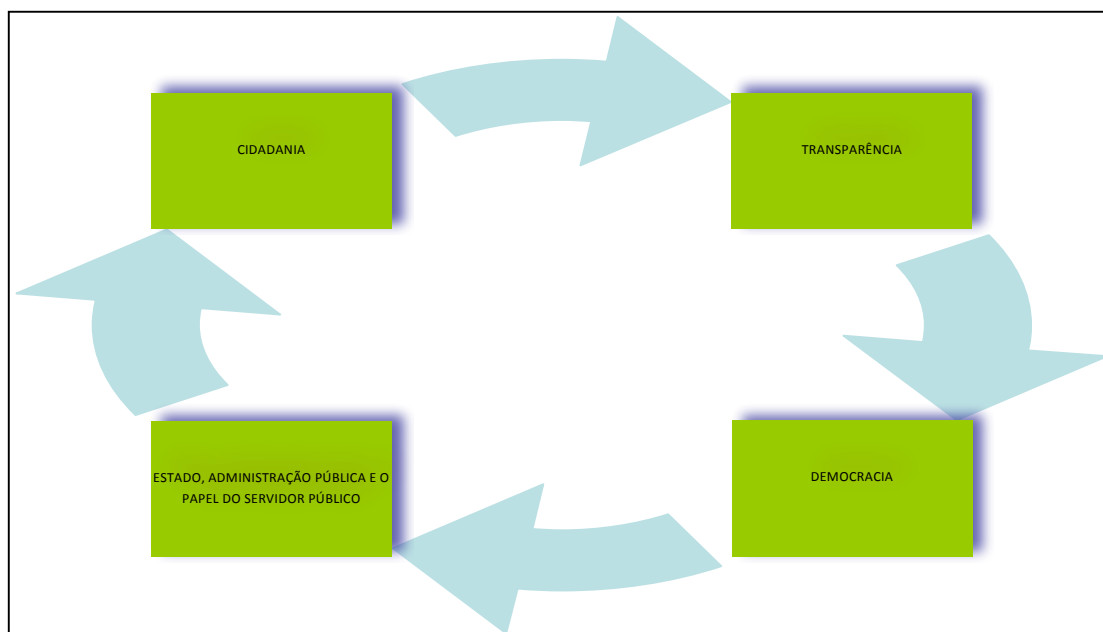 CIDADANIA
TRANSPARÊNCIA
ESTADO, ADMINISTRAÇÃO PÚBLICA E O
PAPEL DO SERVIDOR PÚBLICO
DEMOCRACIA